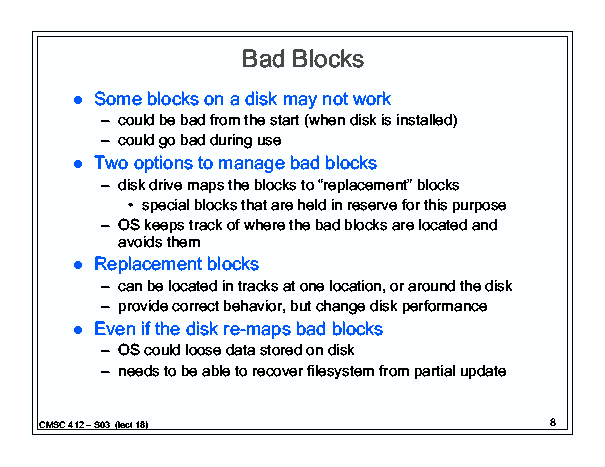 Bad Blocks
● Some blocks on a disk may not work
– could be bad from the start (when disk is installed)
– could go bad during use
● Two options to manage bad blocks
– disk drive maps the blocks to “replacement” blocks
• special blocks that are held in reserve for this purpose
– OS keeps track of where the bad blocks are located and
avoids them
● Replacement blocks
– can be located in tracks at one location, or around the disk
– provide correct behavior, but change disk performance
● Even if the disk re-maps bad blocks
– OS could loose data stored on disk
– needs to be able to recover filesystem from partial update
CMSC 412 – S03 (lect 18)
8